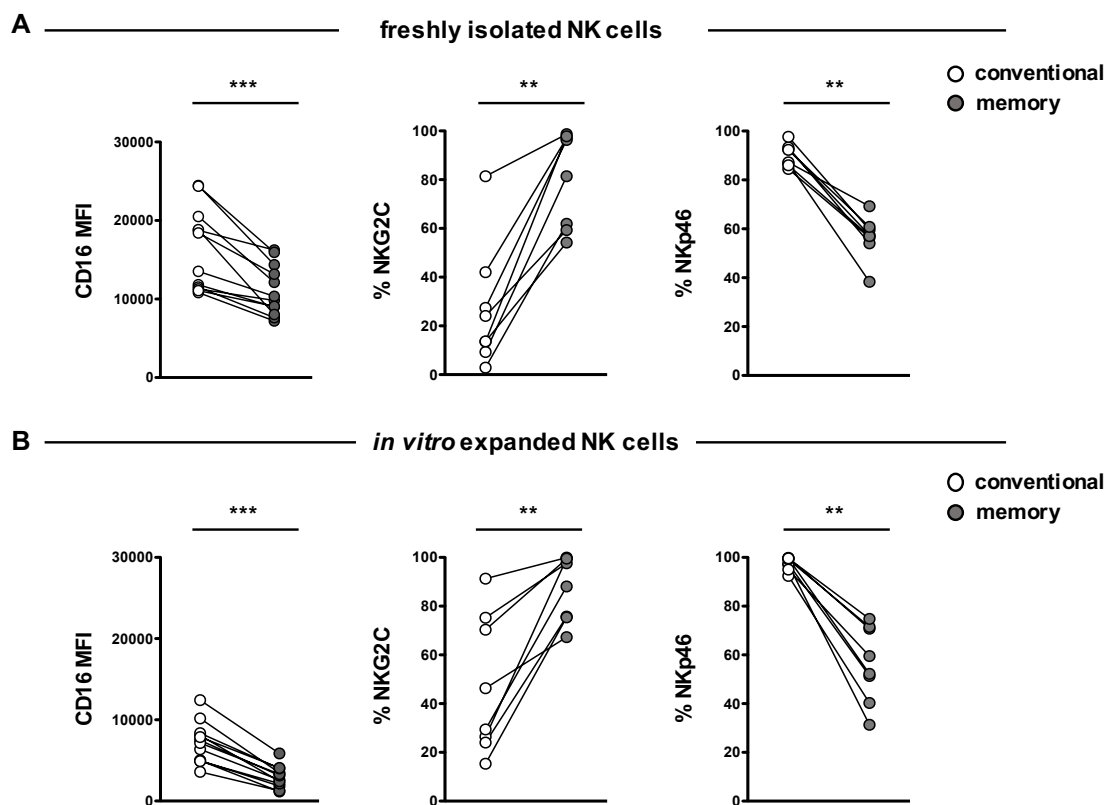 A
freshly isolated NK cells
conventional
memory
***
**
**
CD16 MFI
30000
20000
10000
0
% NKG2C
100
80
60
40
20
0
% NKp46
100
80
60
40
20
0
B
in vitro expanded NK cells
conventional
memory
***
**
**
CD16 MFI
30000
20000
10000
0
% NKG2C
100
80
60
40
20
0
% NKp46
100
80
60
40
20
0